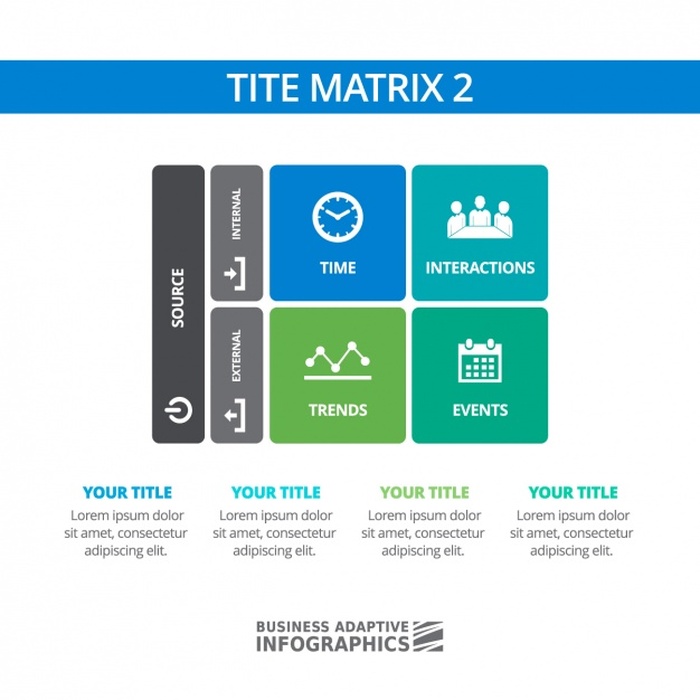 TITE MATRIX 2
SOURCE
INTERNAL
TIME
INTERACTIONS
EXTERNAL
TRENDS
EVENTS
YOUR TITLE
Lorem ipsum dolor
sit amet, consectetur
adipiscing elit.
YOUR TITLE
Lorem ipsum dolor
sit amet, consectetur
adipiscing elit.
YOUR TITLE
Lorem ipsum dolor
sit amet, consectetur
adipiscing elit.
YOUR TITLE
Lorem ipsum dolor
sit amet, consectetur
adipiscing elit.
BUSINESS ADAPTIVE
INFOGRAPHICS